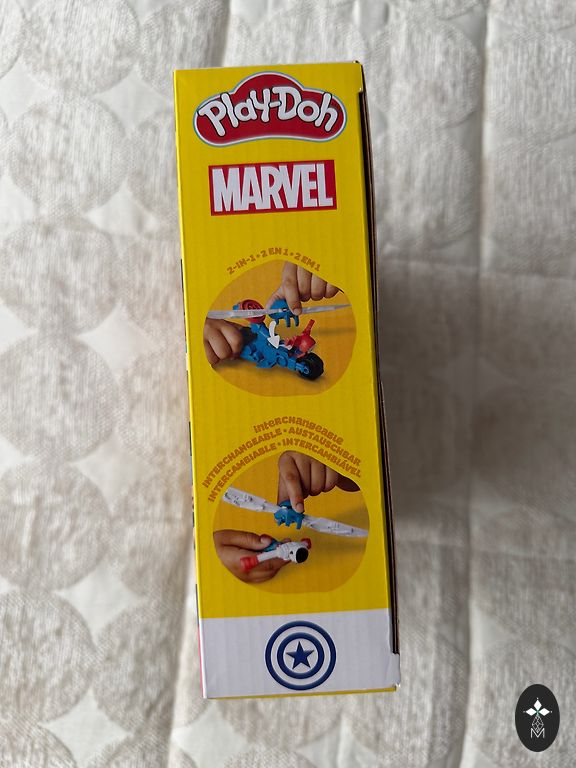 PLAY-DOH
MARVEL
2-IN-1 • 2 EN 1 • 2 EM 1
interchangeable
INTERCHANGEABLE • AUSTAUSCHBAR
INTERCAMBIABLE • INTERCAMBIÁVEL
M